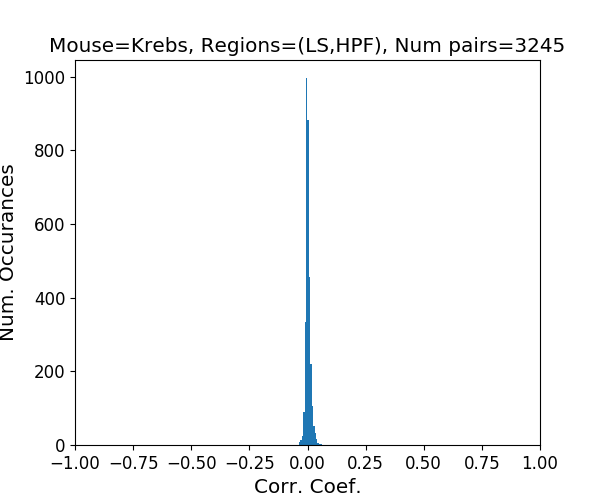 Mouse=Krebs, Regions=(LS,HPF), Num pairs=3245
1000
800
600
400
200
0
Num. Occurances
−1.00 −0.75 −0.50 −0.25 0.00 0.25 0.50 0.75 1.00
Corr. Coef.